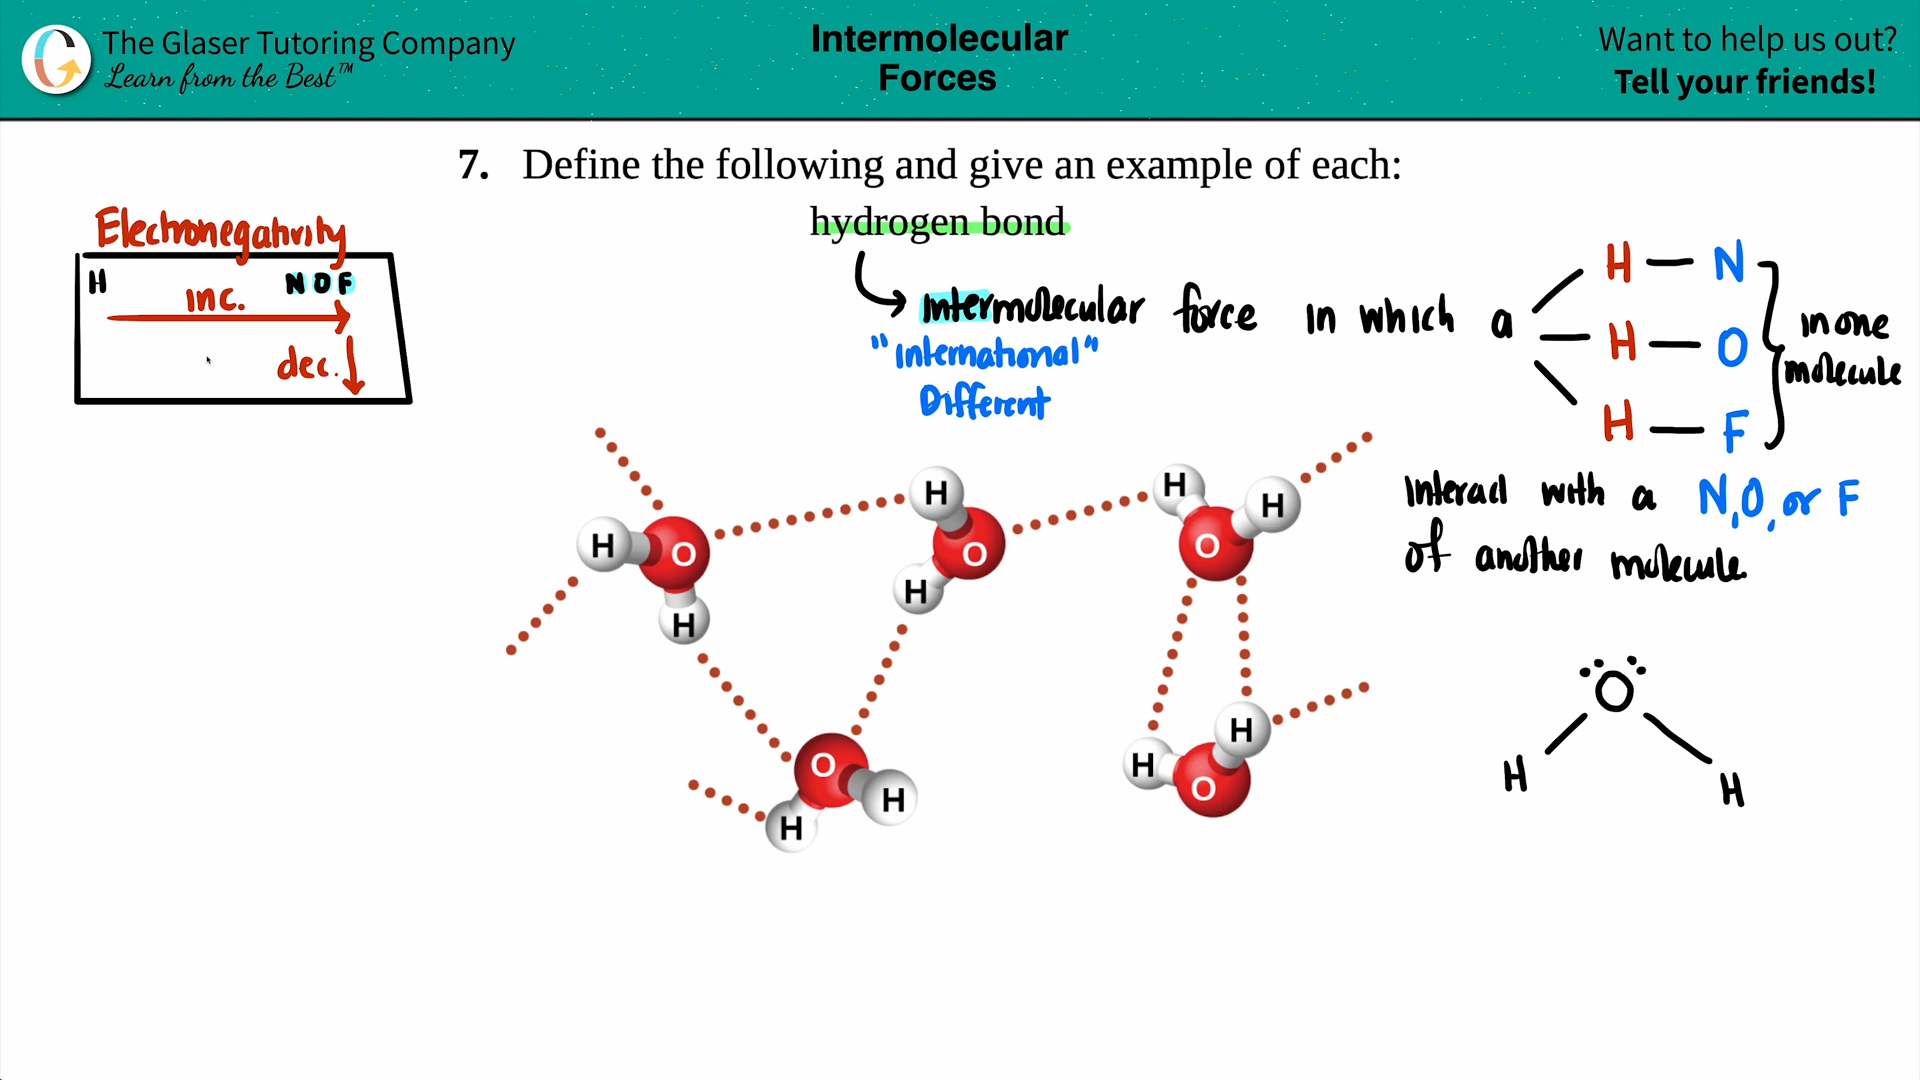 The Glaser Tutoring Company
Learn from the Best™
Intermolecular
Forces
Want to help us out?
Tell your friends!
7. Define the following and give an example of each:
hydrogen bond
Electronegativity
H N O F
inc.
dec.
Intermolecular force in which a
"International"
Different
H — N
H — O
H — F
in one
molecule
Interact with a N, O, or F
of another molecule.
H
O
H
H
O
H
H
H
O
O
H
H
H
H
O
H
O
H
H